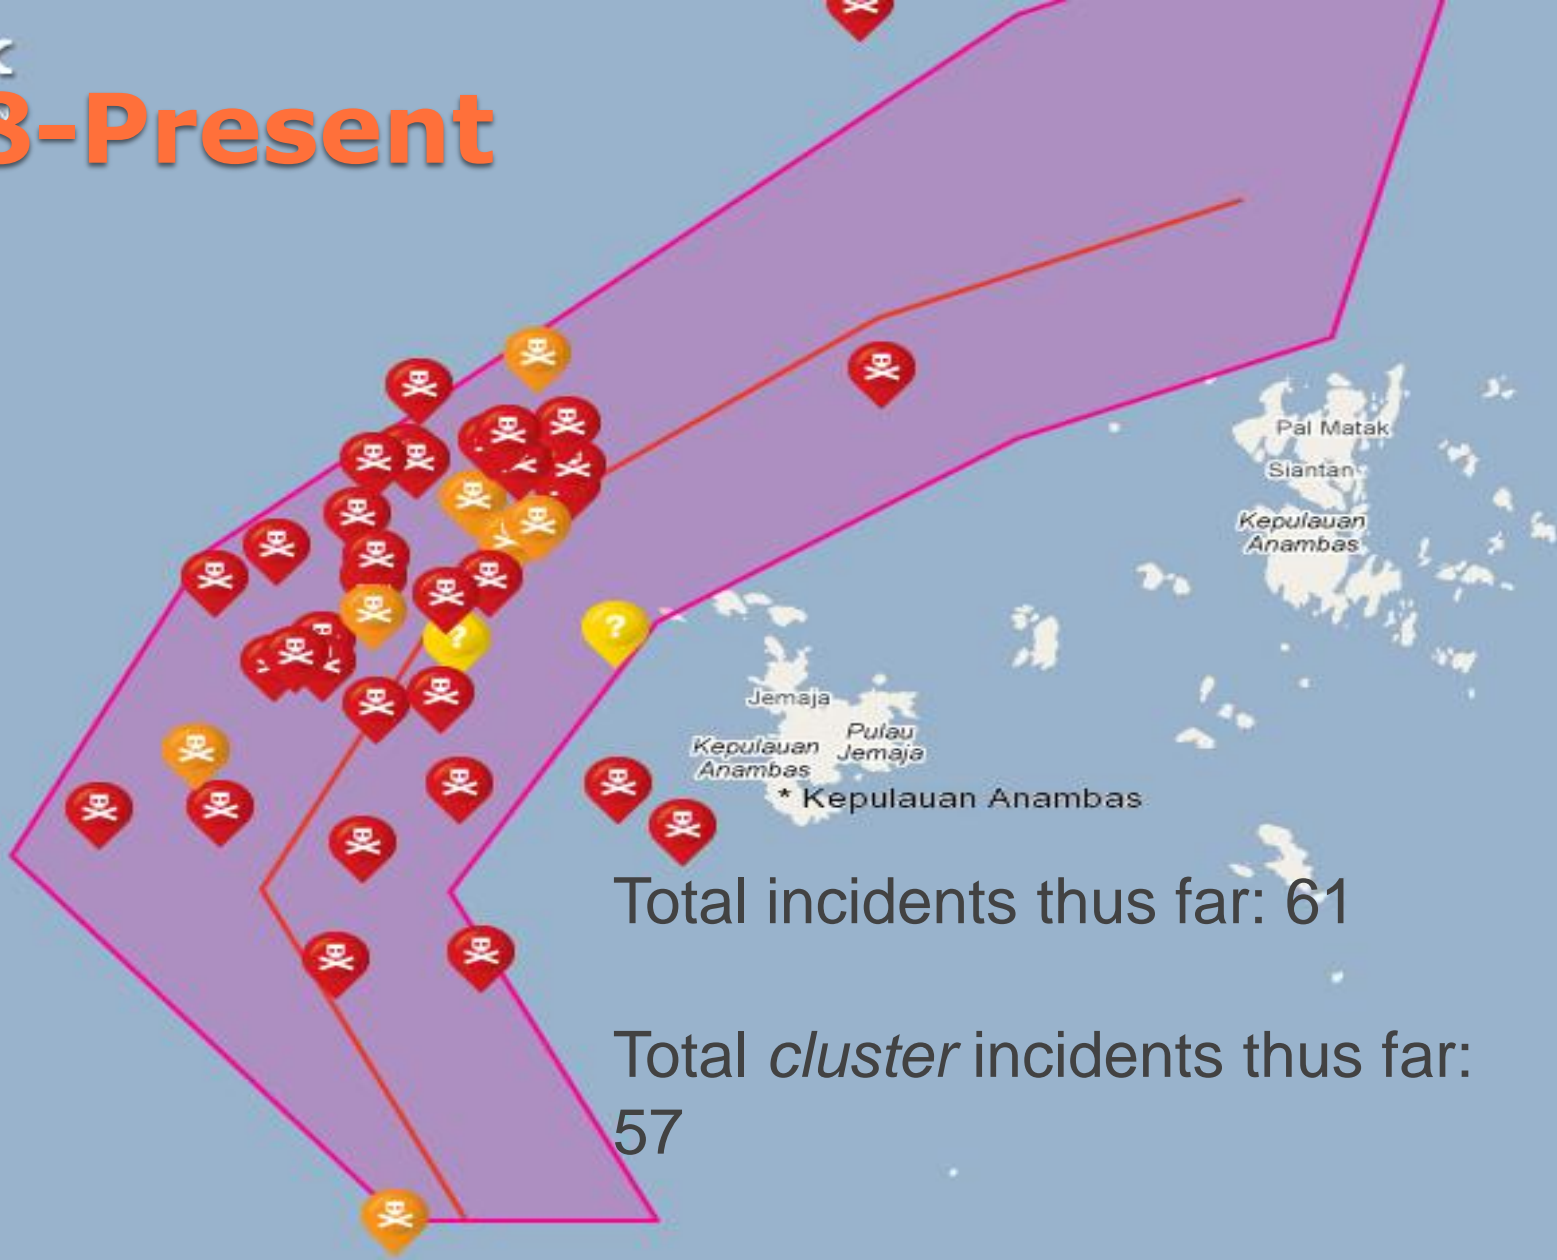 8-Present
?
?
Pal Matak
Siantan
Kepulauan
Anambas
Jemaja
Kepulauan
Anambas
Pulau
Jemaja
* Kepulauan Anambas
Total incidents thus far: 61
Total cluster incidents thus far:
57